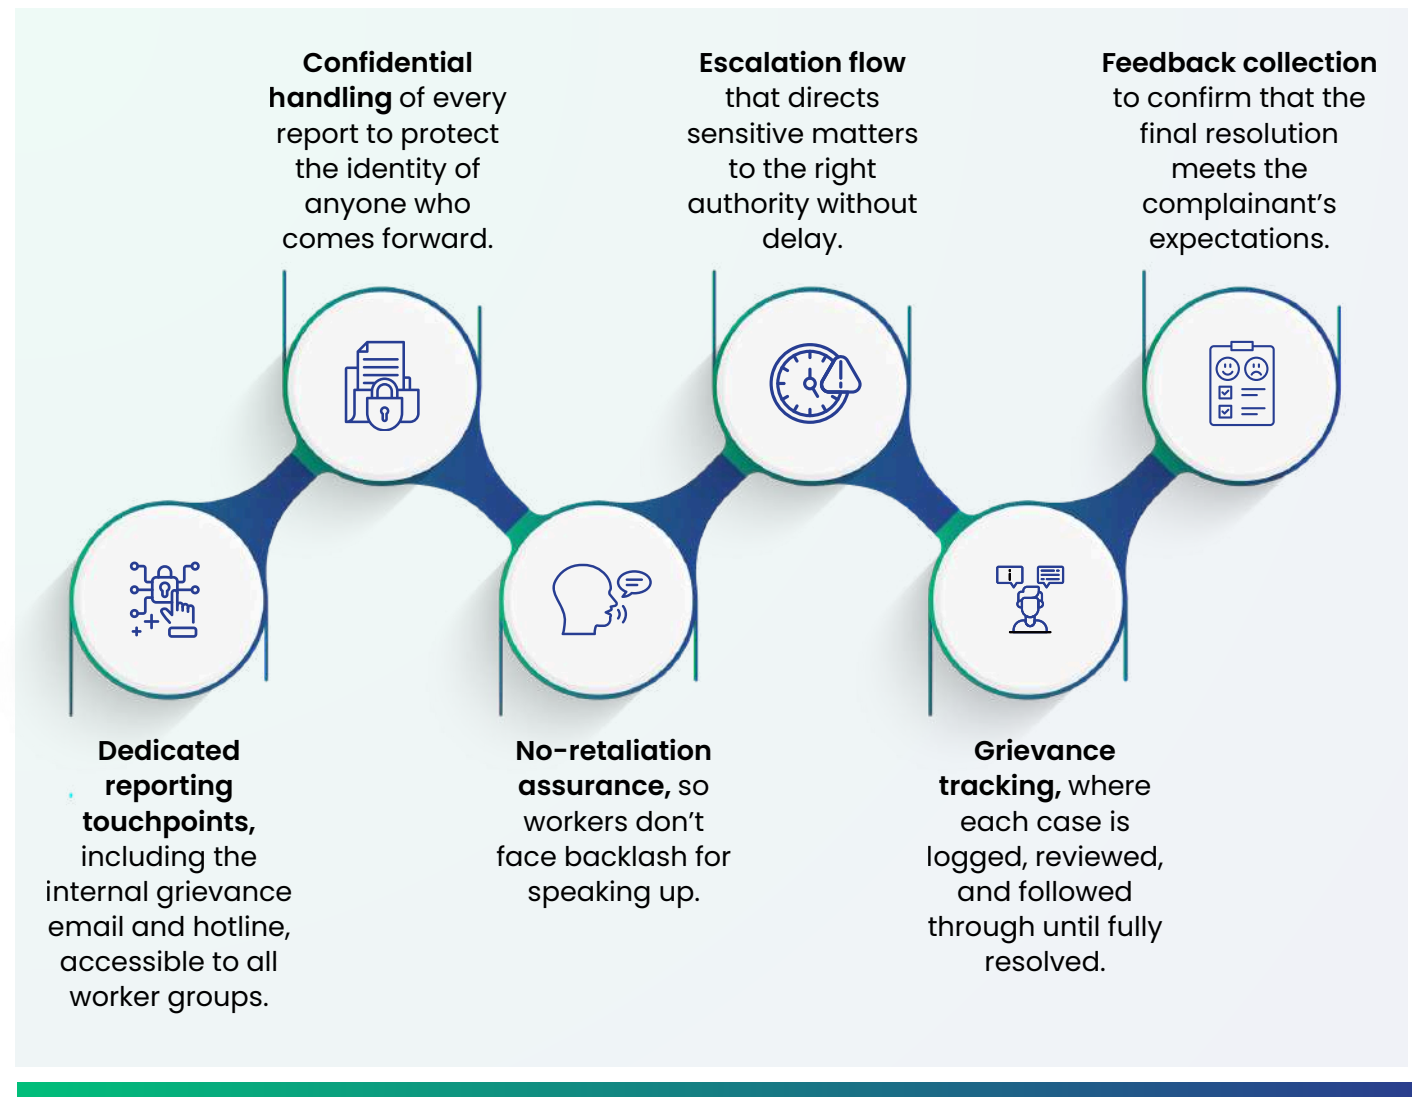 Confidential
handling of every
report to protect
the identity of
anyone who
comes forward.
Escalation flow
that directs
sensitive matters
to the right
authority without
delay.
Feedback collection
to confirm that the
final resolution
meets the
complainant’s
expectations.
Dedicated
reporting
touchpoints,
including the
internal grievance
email and hotline,
accessible to all
worker groups.
No-retaliation
assurance, so
workers don’t
face backlash for
speaking up.
Grievance
tracking, where
each case is
logged, reviewed,
and followed
through until fully
resolved.